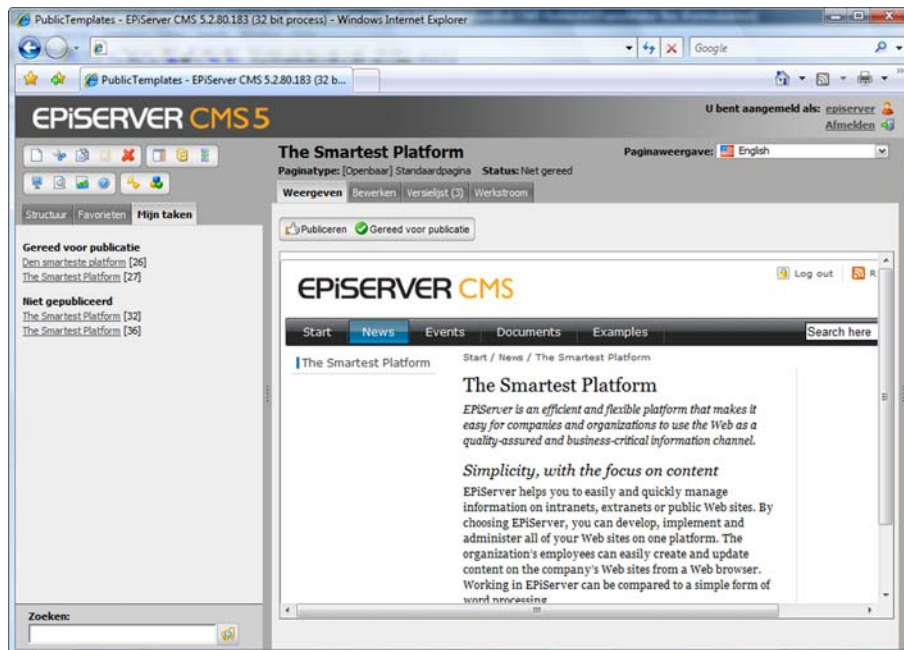 PublicTemplates - EPiServer CMS 5.2.80.183 (32 bit process) - Windows Internet Explorer
Google
PublicTemplates - EPiServer CMS 5.2.80.183 (32 b...
EPiSERVER CMS 5
U bent aangemeld als: episerver
Afmelden
The Smartest Platform
Paginaweergave: English
Paginatype: [Openbaar] Standaardpagina Status: Niet gereed
Weergeven Bewerken Versielijst (3) Werkstroom
Structuur Favorieten Mijn taken
Publiceren Gereed voor publicatie
Gereed voor publicatie
Den smarteste platform [26]
The Smartest Platform [27]
Niet gepubliceerd
The Smartest Platform [32]
The Smartest Platform [36]
Log out R
EPiSERVER CMS
Start News Events Documents Examples Search here
The Smartest Platform
Start / News / The Smartest Platform
The Smartest Platform
EPiServer is an efficient and flexible platform that makes it
easy for companies and organizations to use the Web as a
quality-assured and business-critical information channel.
Simplicity, with the focus on content
EPiServer helps you to easily and quickly manage
information on intranets, extranets or public Web sites. By
choosing EPiServer, you can develop, implement and
administer all of your Web sites on one platform. The
organization's employees can easily create and update
content on the company's Web sites from a Web browser.
Working in EPiServer can be compared to a simple form of
word processing
Zoeken: